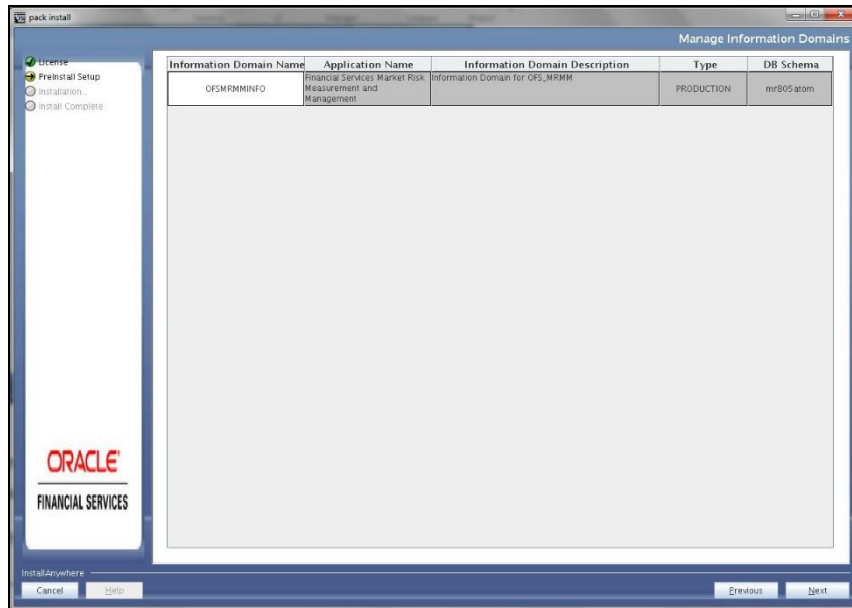 pack install
Manage Information Domains
License
PreInstall Setup
Installation...
Install Complete
Information Domain Name Application Name Information Domain Description Type DB Schema
OFSMRMMINFO
Financial Services Market Risk
Measurement and
Management
Information Domain for OFS_MRMM
PRODUCTION
mrB05atom
ORACLE
FINANCIAL SERVICES
InstallAnywhere
Cancel Help Previous Next